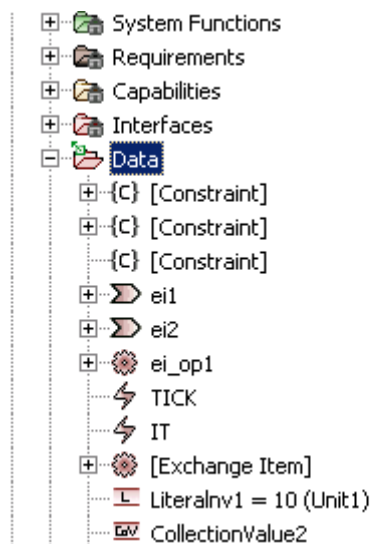 System Functions
Requirements
Capabilities
Interfaces
Data
{C} [Constraint]
{C} [Constraint]
{C} [Constraint]
ei1
ei2
ei_op1
TICK
IT
[Exchange Item]
L Literalnv1 = 10 (Unit1)
CollectionValue2